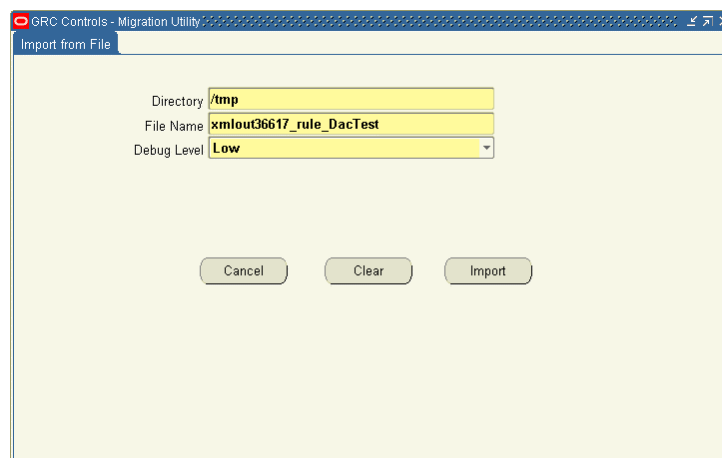 GRC Controls - Migration Utility
Import from File
Directory /tmp
File Name xmlout36617_rule_DacTest
Debug Level Low
Cancel Clear Import